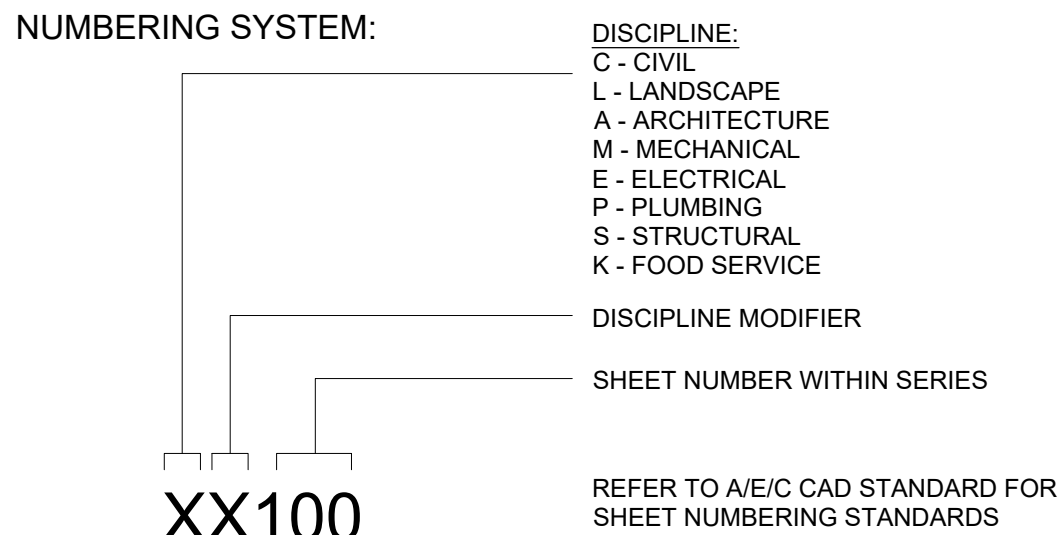 NUMBERING SYSTEM:
DISCIPLINE:
C - CIVIL
L - LANDSCAPE
A - ARCHITECTURE
M - MECHANICAL
E - ELECTRICAL
P - PLUMBING
S - STRUCTURAL
K - FOOD SERVICE
DISCIPLINE MODIFIER
SHEET NUMBER WITHIN SERIES
XX100
REFER TO A/E/C CAD STANDARD FOR
SHEET NUMBERING STANDARDS